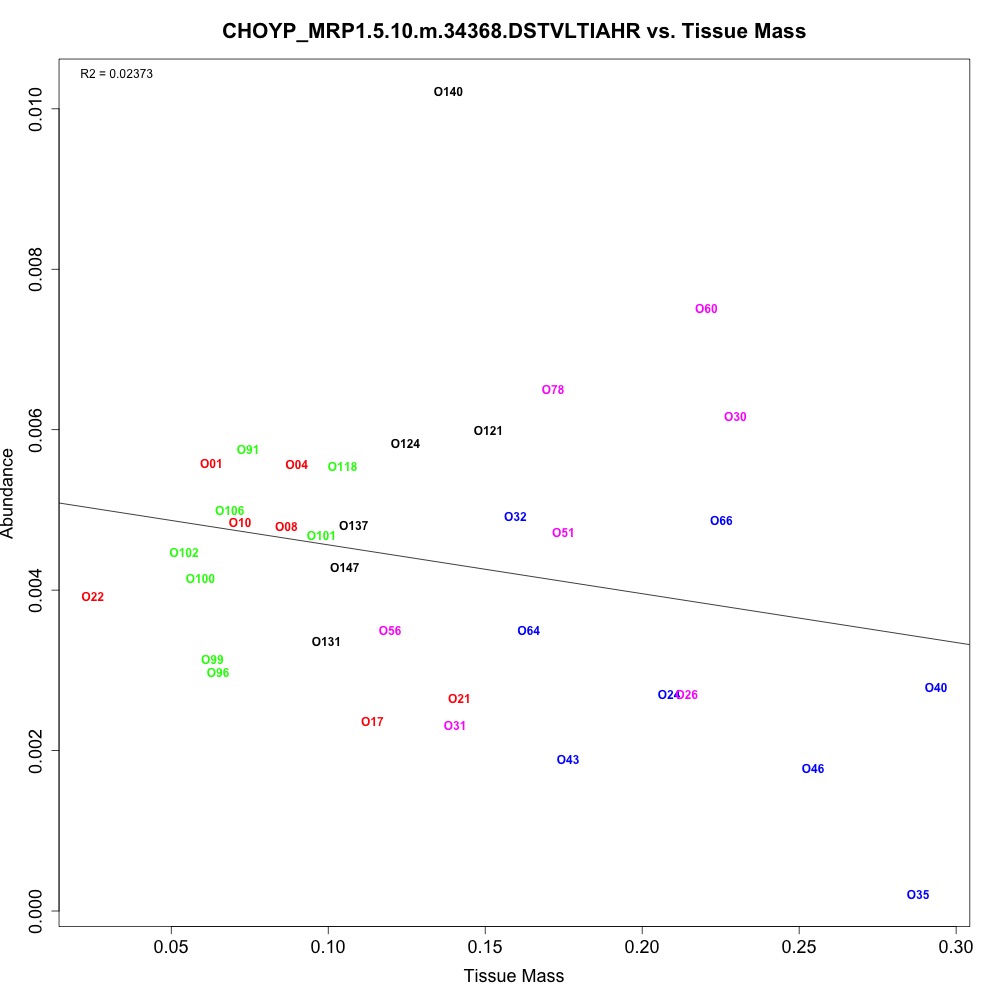 CHOYP_MRP1.5.10.m.34368.DSTVLTIAHR vs. Tissue Mass
R2 = 0.02373
O140
O60
O78
O30
O121
O124
O91
O01
O04
O118
O106
O32
O66
O10
O08
O137
O51
O101
O102
O147
O100
O22
O56
O64
O131
O99
O96
O40
O24
O26
O21
O17
O31
O43
O46
O35
Abundance
0.010
0.008
0.006
0.004
0.002
0.000
0.05 0.10 0.15 0.20 0.25 0.30
Tissue Mass